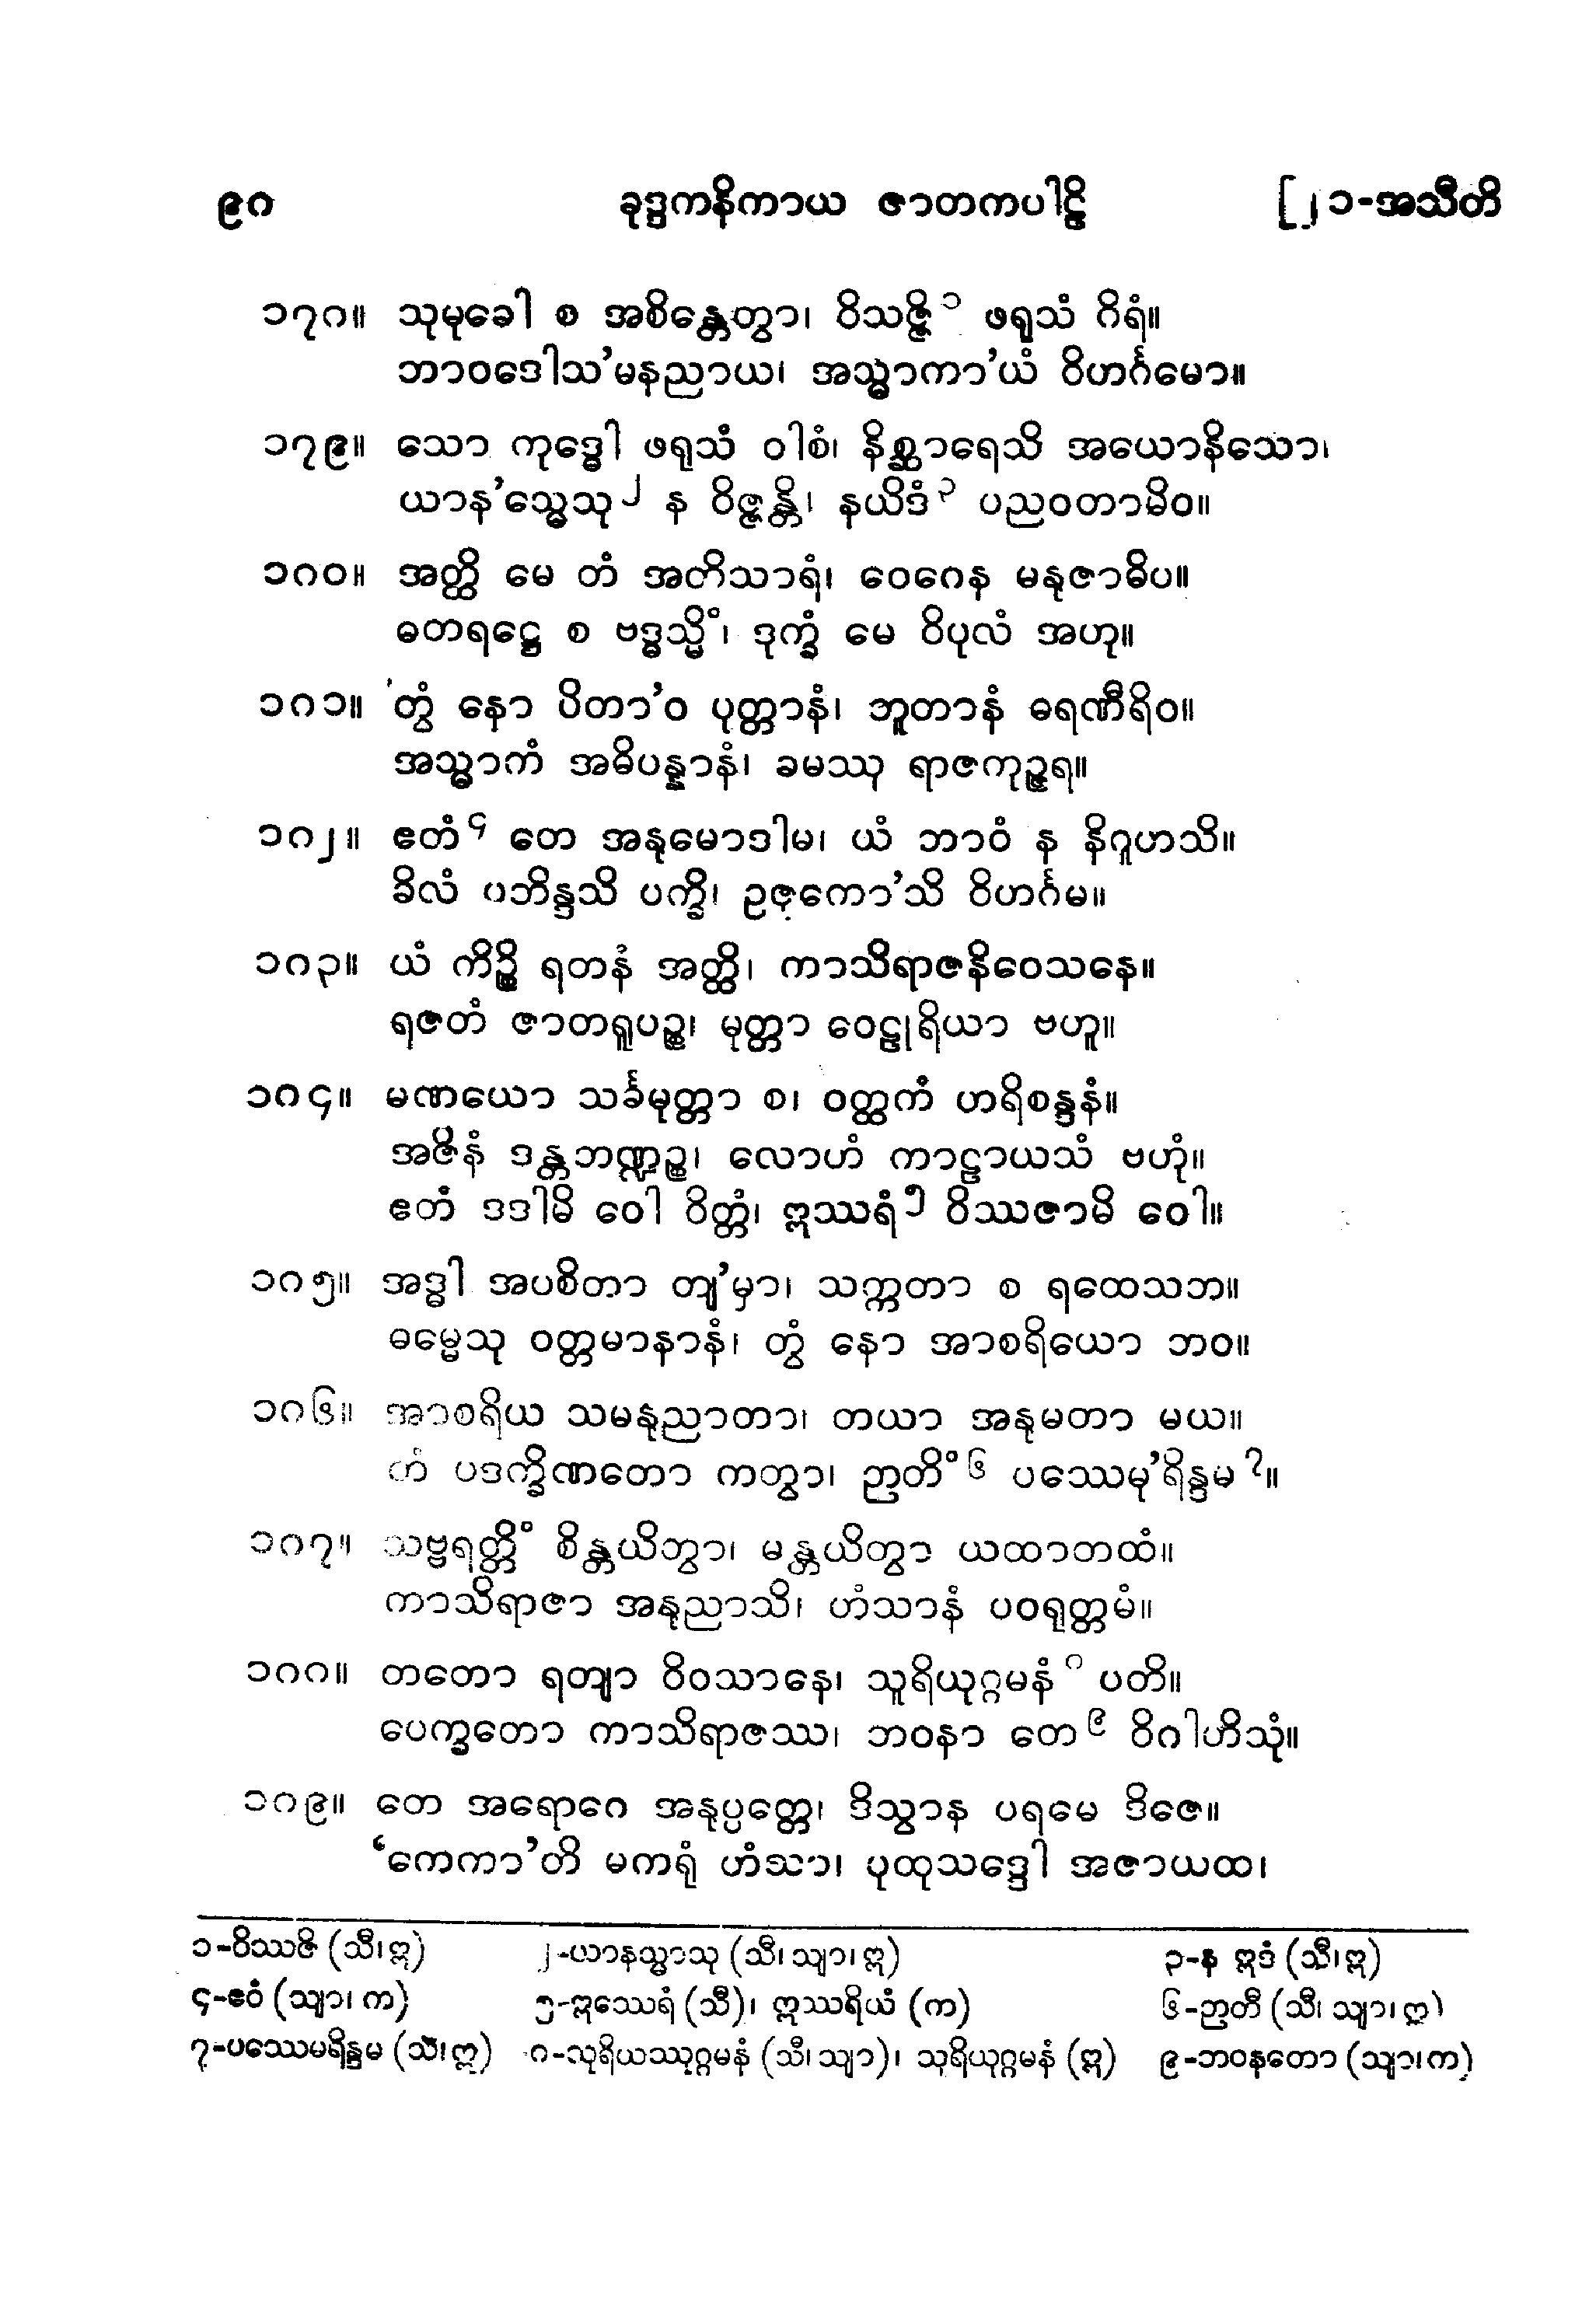 ၉၈ ခုဒ္ဒကနိကာယ ဇာတကပါဠိ [၂၁-အသီတိ
၁၇၈။ သုမုခေါ စ အစိန္တေတွာ၊ ဝိသဇ္ဇိ ၁ ဖရုသံ ဂိရံ။
ဘာဝဒေါသ’မနညာယ၊ အသ္မာကာ’ယံ ဝိဟင်္ဂမော။
၁၇၉။ သော ကုဒ္ဓေါ ဖရုသံ ဝါစံ၊ နိစ္ဆာရေသိ အယောနိသော၊
ယာန’သ္မေသု ၂ န ဝိဇ္ဇန္တိ၊ နယိဒံ ၃ ပညဝတာမိဝ။
၁၈၀။ အတ္ထိ မေ တံ အတိသာရံ၊ ဝေဂေန မနုဇာဓိပ။
ဓတရဋ္ဌေ စ ဗဒ္ဓသ္မိံ၊ ဒုက္ခံ မေ ဝိပုလံ အဟု။
၁၈၁။ ’တွံ နော ပိတာ’ဝ ပုတ္တာနံ၊ ဘူတာနံ ဓရဏီရိဝ။
အသ္မာကံ အဓိပန္နာနံ၊ ခမဿု ရာဇကုဉ္ဇရ။
၁၈၂။ ဧတံ ၄ တေ အနုမောဒါမ၊ ယံ ဘာဝံ န နိဂူဟသိ။
ခိလံ ပဘိန္ဒသိ ပက္ခိ၊ ဥဇုကော’သိ ဝိဟင်္ဂမ။
၁၈၃။ ယံ ကိဉ္စိ ရတနံ အတ္ထိ၊ ကာသိရာဇနိဝေသနေ။
ရဇတံ ဇာတရူပဉ္စ၊ မုတ္တာ ဝေဠုရိယာ ဗဟူ။
၁၈၄။ မဏယော သင်္ခမုတ္တာ စ၊ ဝတ္ထကံ ဟရိစန္ဒနံ။
အဇိနံ ဒန္တဘဏ္ဍဉ္စ၊ လောဟံ ကာဠာယသံ ဗဟုံ။
ဧတံ ဒဒါမိ ဝေါ ဝိတ္တံ၊ ဣဿရံ ၅ ဝိဿဇာမိ ဝေါ။
၁၈၅။ အဒ္ဓါ အပစိတာ တျ’မှာ၊ သက္ကတာ စ ရထေသဘ။
ဓမ္မေသု ဝတ္တမာနာနံ၊ တွံ နော အာစရိယော ဘဝ။
၁၈၆။ အာစရိယ သမနုညာတာ၊ တယာ အနုမတာ မယ။
တံ ပဒက္ခိဏတော ကတွာ၊ ဉာတိံ ၆ ပဿေမု’ရိန္ဒမ ၇။
၁၈၇။ သဗ္ဗရတ္တိံ စိန္တယိတွာ၊ မန္တယိတွာ ယထာတထံ။
ကာသိရာဇာ အနုညာသိ၊ ဟံသာနံ ပဝရုတ္တမံ။
၁၈၈။ တတော ရတျာ ဝိဝသာနေ၊ သူရိယုဂ္ဂမနံ ၈ ပတိ။
ပေက္ခတော ကာသိရာဇဿ၊ ဘဝနာ တေ ၉ ဝိဂါဟိသုံ။
၁၈၉။ တေ အရောဂေ အနုပ္ပတ္တေ၊ ဒိသွာန ပရမေ ဒိဇေ။
‘ကေကာ’တိ မကရုံ ဟံသာ၊ ပုထုသဒ္ဒေါ အဇာယထ၊
၁-ဝိဿဇိ (သီ၊ဣ) ၂-ယာနသ္မာသု (သီ၊ သျာ၊ ဣ) ၃-န ဣဒံ (သီ၊ဣ)
၄-ဧဝံ (သျာ၊ က) ၅-ဣဿေရံ (သီ)၊ ဣဿရိယံ (က) ၆-ဉာတီ (သီ၊ သျာ၊ ဣ)
၇-ပဿေမရိန္ဒမ (သီ၊ဣ) ၈-သုရိယဿုဂ္ဂမနံ (သီ၊ သျာ)၊ သုရိယုဂ္ဂမနံ (ဣ) ၉-ဘဝနတော (သျာ၊က)